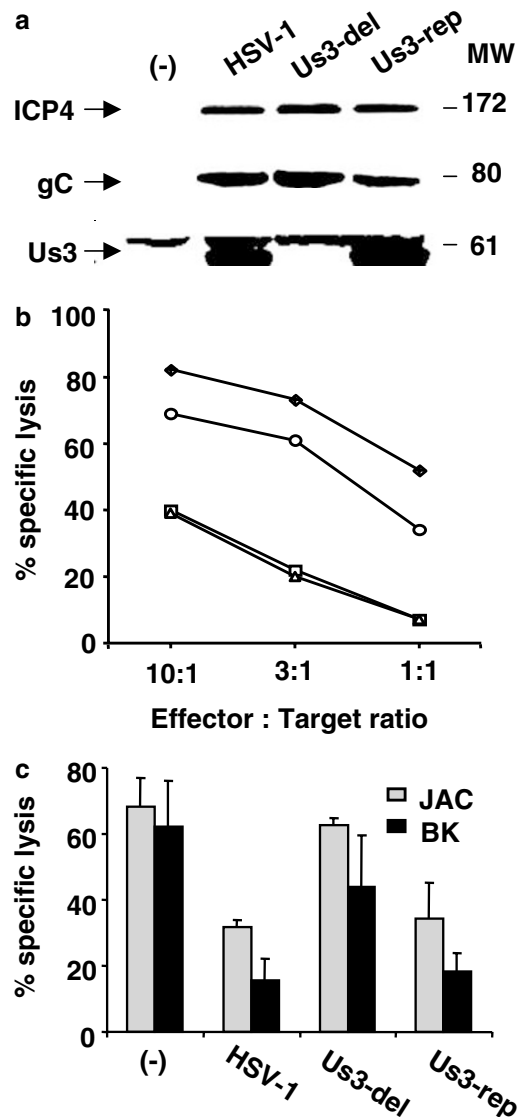 a
(-) HSV-1 Us3-del Us3-rep MW
ICP4 – 172
gC – 80
Us3 – 61
b
100
80
60
40
20
0
% specific lysis
10:1 3:1 1:1
Effector : Target ratio
c
80
60
40
20
0
% specific lysis
JAC
BK
(-) HSV-1 Us3-del Us3-rep